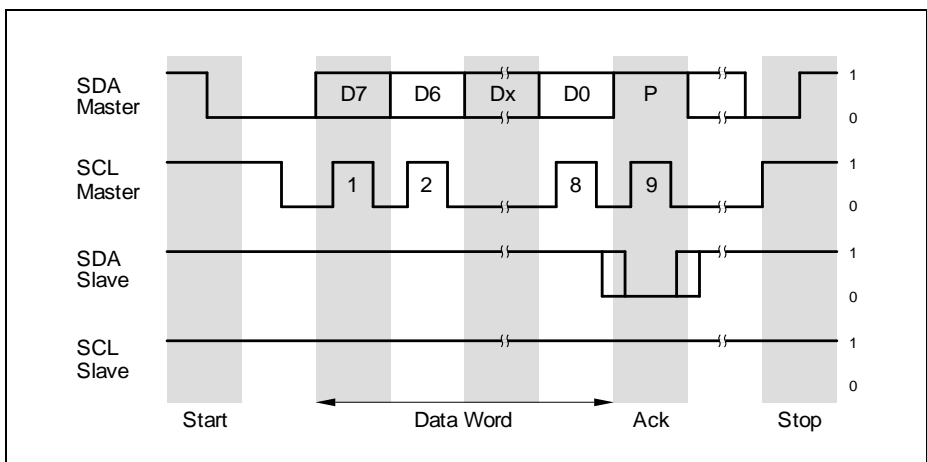 SDA
Master
D7 D6 Dx D0 P
1
0
SCL
Master
1 2 8 9
1
0
SDA
Slave
1
0
SCL
Slave
1
0
Start Data Word Ack Stop